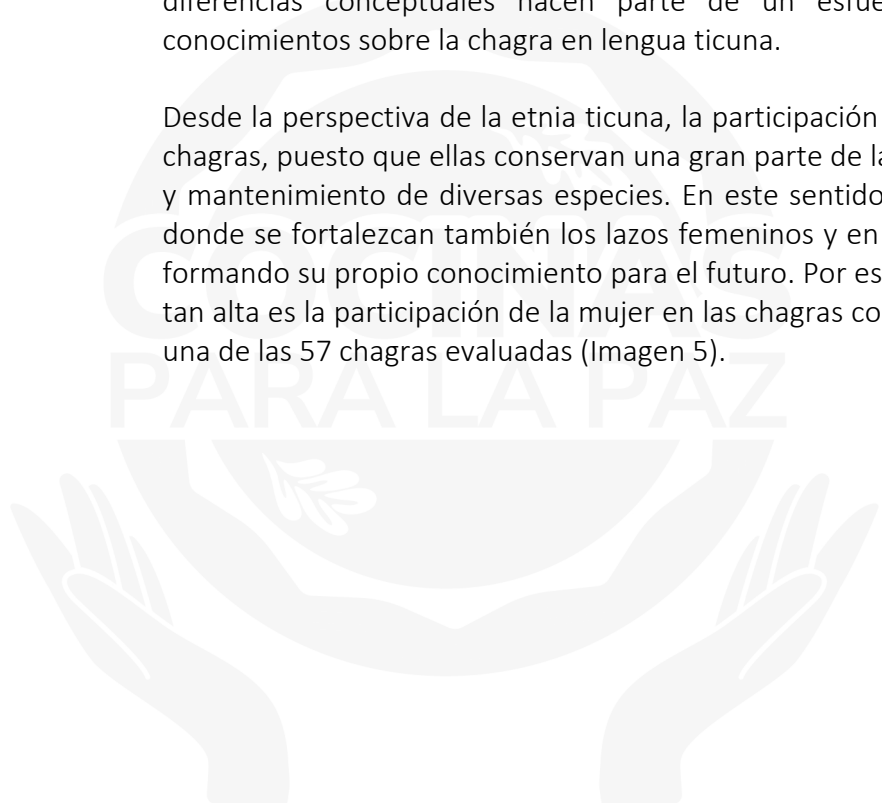 diferencias conceptuales hacen parte de un
conocimientos sobre la chagra en lengua ticuna.
Desde la perspectiva de la etnia ticuna, la participación
chagras, puesto que ellas conservan una gran parte de
y mantenimiento de diversas especies. En este sentido
donde se fortalezcan también los lazos femeninos y en
formando su propio conocimiento para el futuro. Por
tan alta es la participación de la mujer en las chagras
una de las 57 chagras evaluadas (Imagen 5).
COCINAS
PARA LA PAZ